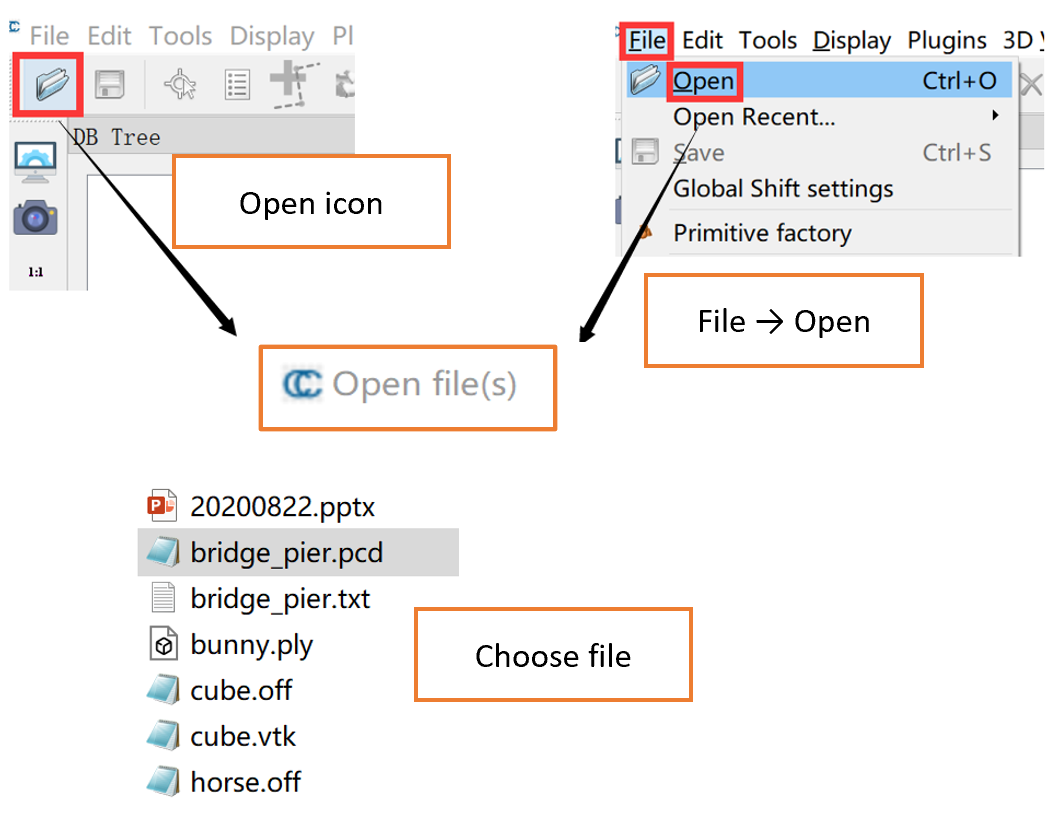 File Edit Tools Display Pl
DB Tree
1:1
Open icon
File Edit Tools Display Plugins 3D
Open Ctrl+O
Open Recent...
Save Ctrl+S
Global Shift settings
Primitive factory
File → Open
Open file(s)
20200822.pptx
bridge_pier.pcd
bridge_pier.txt
bunny.ply
cube.off
cube.vtk
horse.off
Choose file